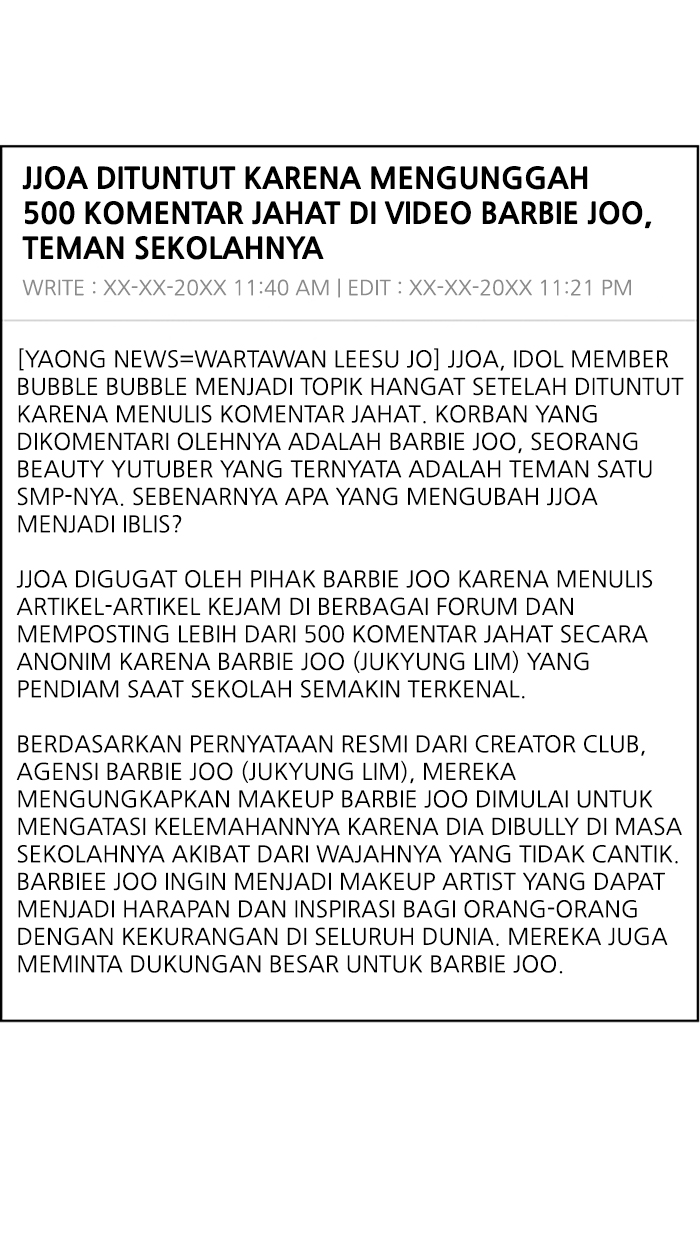 JJOA DITUNTUT KARENA MENGUNGGAH
500 KOMENTAR JAHAT DI VIDEO BARBIE JOO,
TEMAN SEKOLAHNYA
WRITE : XX-XX-20XX 11:40 AM | EDIT : XX-XX-20XX 11:21 PM
[YAONG NEWS=WARTAWAN LEESU JO] JJOA, IDOL MEMBER
BUBBLE BUBBLE MENJADI TOPIK HANGAT SETELAH DITUNTUT
KARENA MENULIS KOMENTAR JAHAT. KORBAN YANG
DIKOMENTARI OLEHNYA ADALAH BARBIE JOO, SEORANG
BEAUTY YUTUBER YANG TERNYATA ADALAH TEMAN SATU
SMP-NYA. SEBENARNYA APA YANG MENGUBAH JJOA
MENJADI IBLIS?
JJOA DIGUGAT OLEH PIHAK BARBIE JOO KARENA MENULIS
ARTIKEL-ARTIKEL KEJAM DI BERBAGAI FORUM DAN
MEMPOSTING LEBIH DARI 500 KOMENTAR JAHAT SECARA
ANONIM KARENA BARBIE JOO (JUKYUNG LIM) YANG
PENDIAM SAAT SEKOLAH SEMAKIN TERKENAL.
BERDASARKAN PERNYATAAN RESMI DARI CREATOR CLUB,
AGENSI BARBIE JOO (JUKYUNG LIM), MEREKA
MENGUNGKAPKAN MAKEUP BARBIE JOO DIMULAI UNTUK
MENGATASI KELEMAHANNYA KARENA DIA DIBULLY DI MASA
SEKOLAHNYA AKIBAT DARI WAJAHNYA YANG TIDAK CANTIK.
BARBIEE JOO INGIN MENJADI MAKEUP ARTIST YANG DAPAT
MENJADI HARAPAN DAN INSPIRASI BAGI ORANG-ORANG
DENGAN KEKURANGAN DI SELURUH DUNIA. MEREKA JUGA
MEMINTA DUKUNGAN BESAR UNTUK BARBIE JOO.